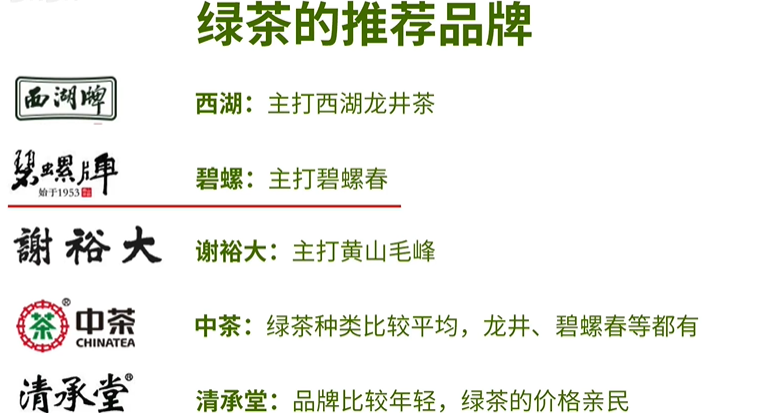 绿茶的推荐品牌
西湖牌
西湖：主打西湖龙井茶
碧螺牌
始于1953
碧螺：主打碧螺春
謝裕大
谢裕大：主打黄山毛峰
茶
中茶
®
CHINATEA
中茶：绿茶种类比较平均，龙井、碧螺春等都有
清承堂®
清承堂：品牌比较年轻，绿茶的价格亲民